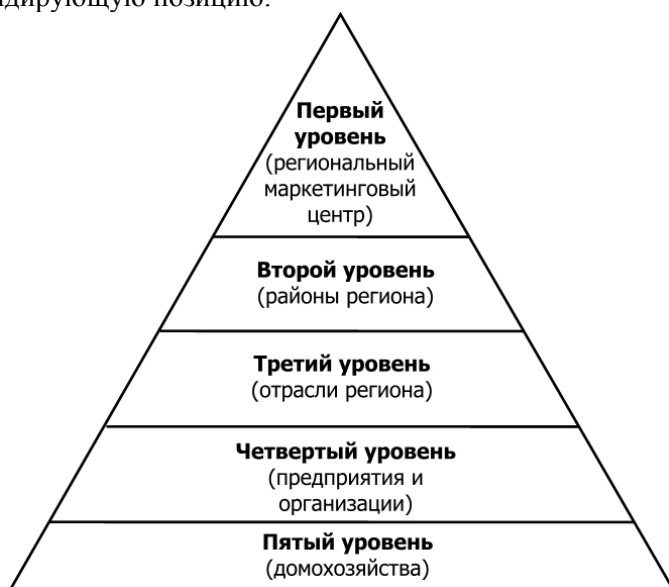 позицию.
Первый
уровень
(региональный
маркетинговый
центр)
Второй уровень
(районы региона)
Третий уровень
(отрасли региона)
Четвертый уровень
(предприятия и
организации)
Пятый уровень
(домохозяйства)